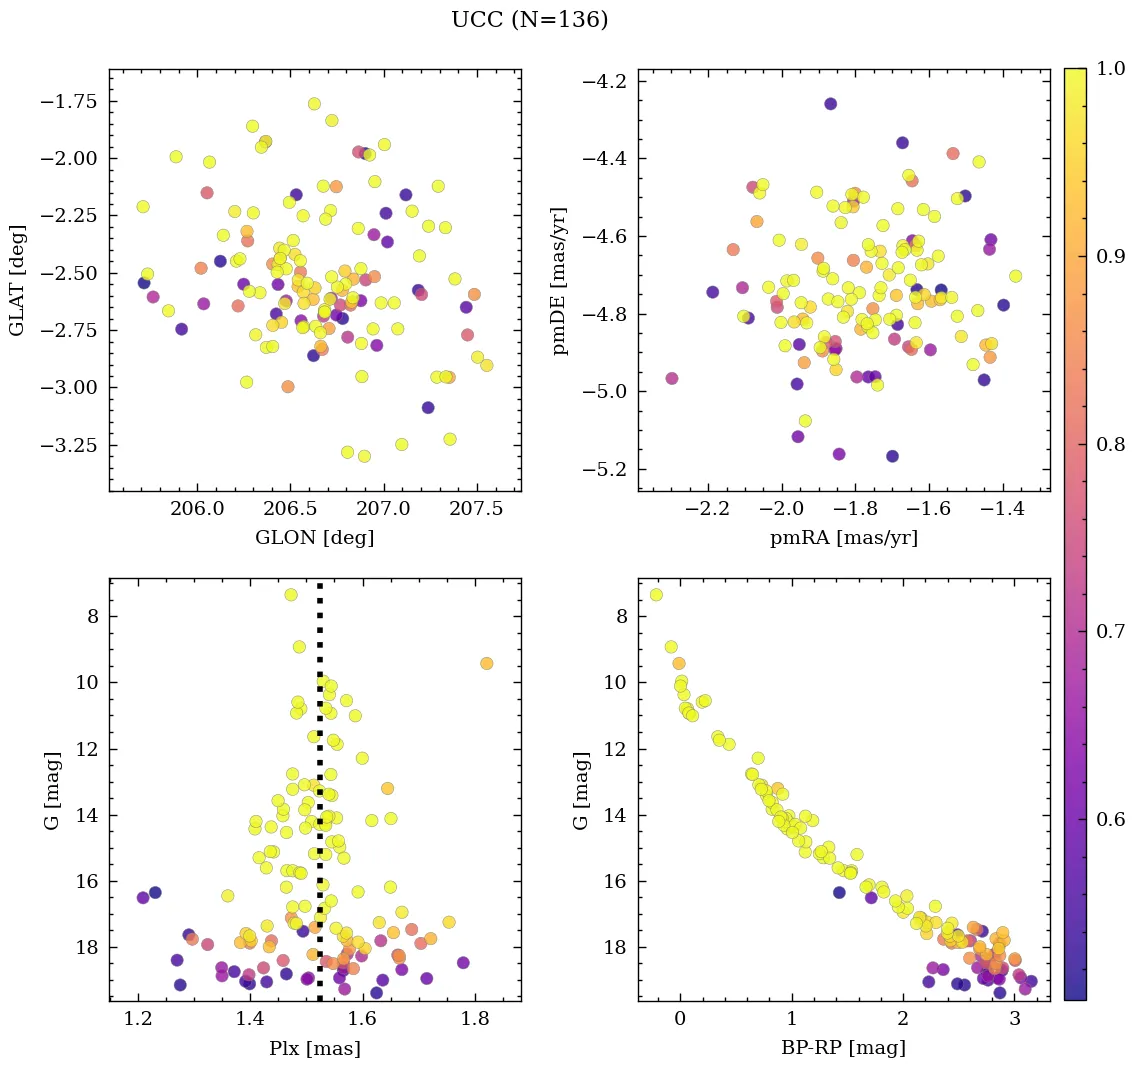 UCC (N=136)
−1.75
−2.00
−2.25
−2.50
−2.75
−3.00
−3.25
GLAT [deg]
206.0 206.5 207.0 207.5
GLON [deg]
−4.2
−4.4
−4.6
−4.8
−5.0
−5.2
pmDE [mas/yr]
−2.2 −2.0 −1.8 −1.6 −1.4
pmRA [mas/yr]
1.0
0.9
0.8
0.7
0.6
8
10
12
14
16
18
G [mag]
1.2 1.4 1.6 1.8
Plx [mas]
8
10
12
14
16
18
G [mag]
0 1 2 3
BP-RP [mag]